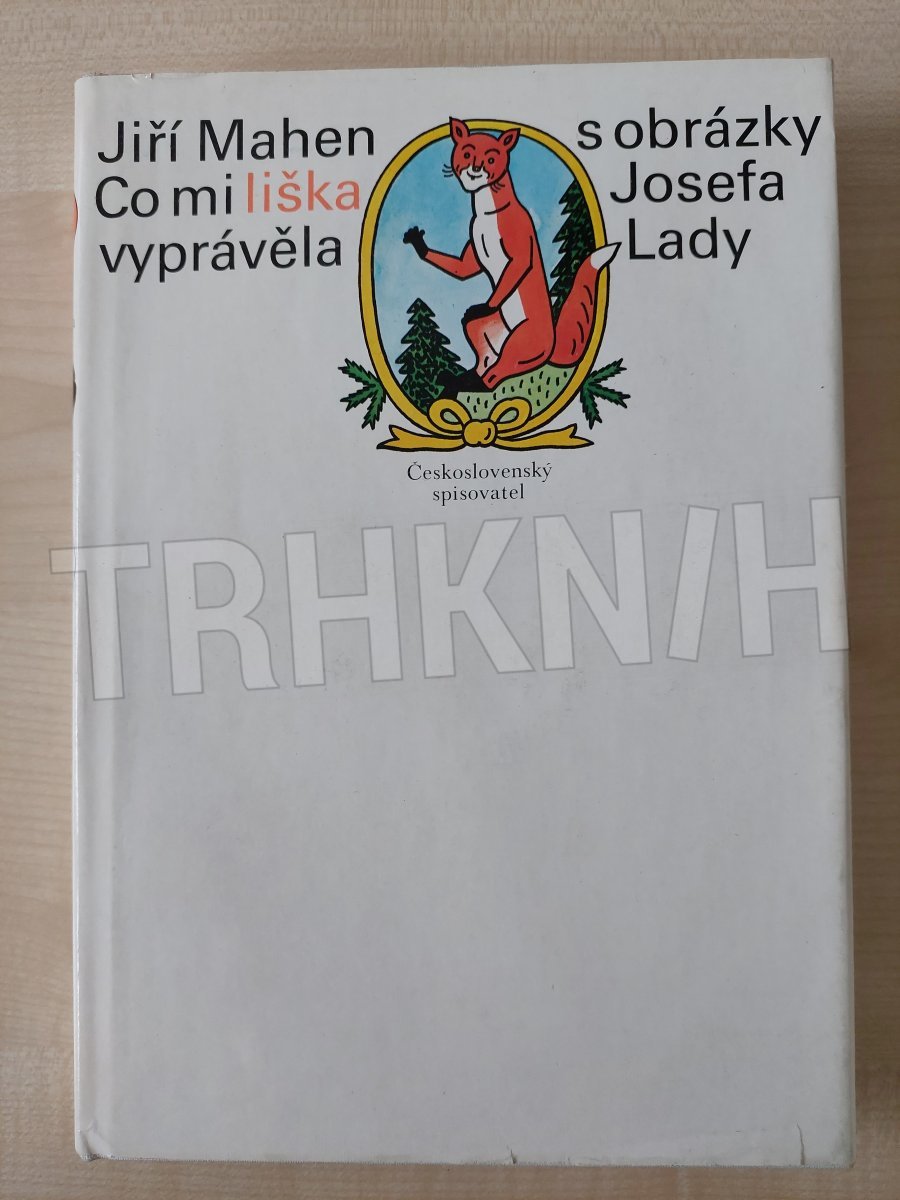 Jiří Mahen
Co mi liška
vyprávěla
s obrázky
Josefa
Lady
Československý
spisovatel
TRHKNIH